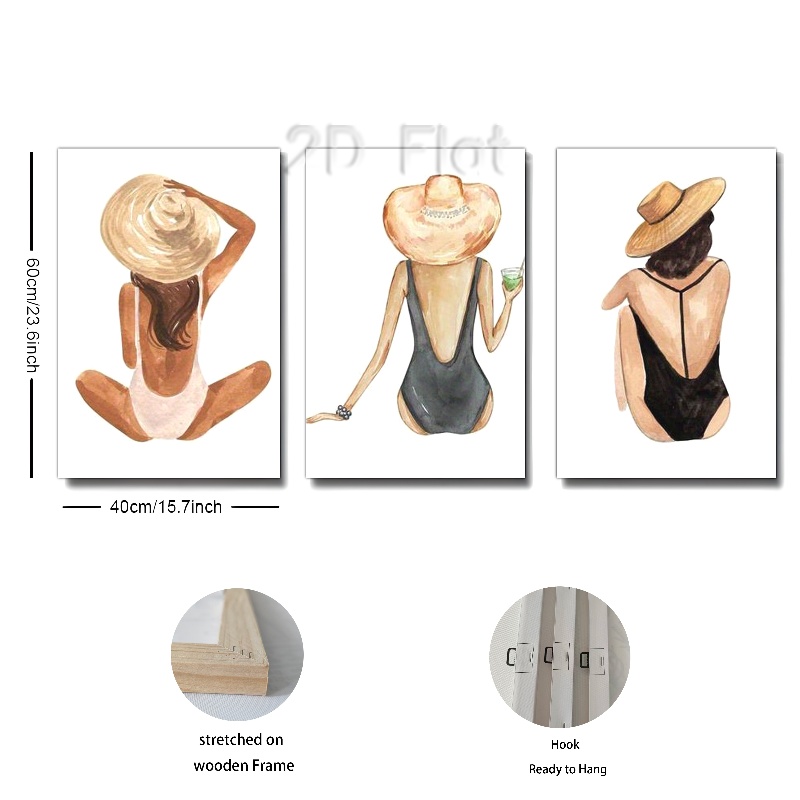 2D Flat
60cm/23.6inch
40cm/15.7inch
stretched on
wooden Frame
Hook
Ready to Hang